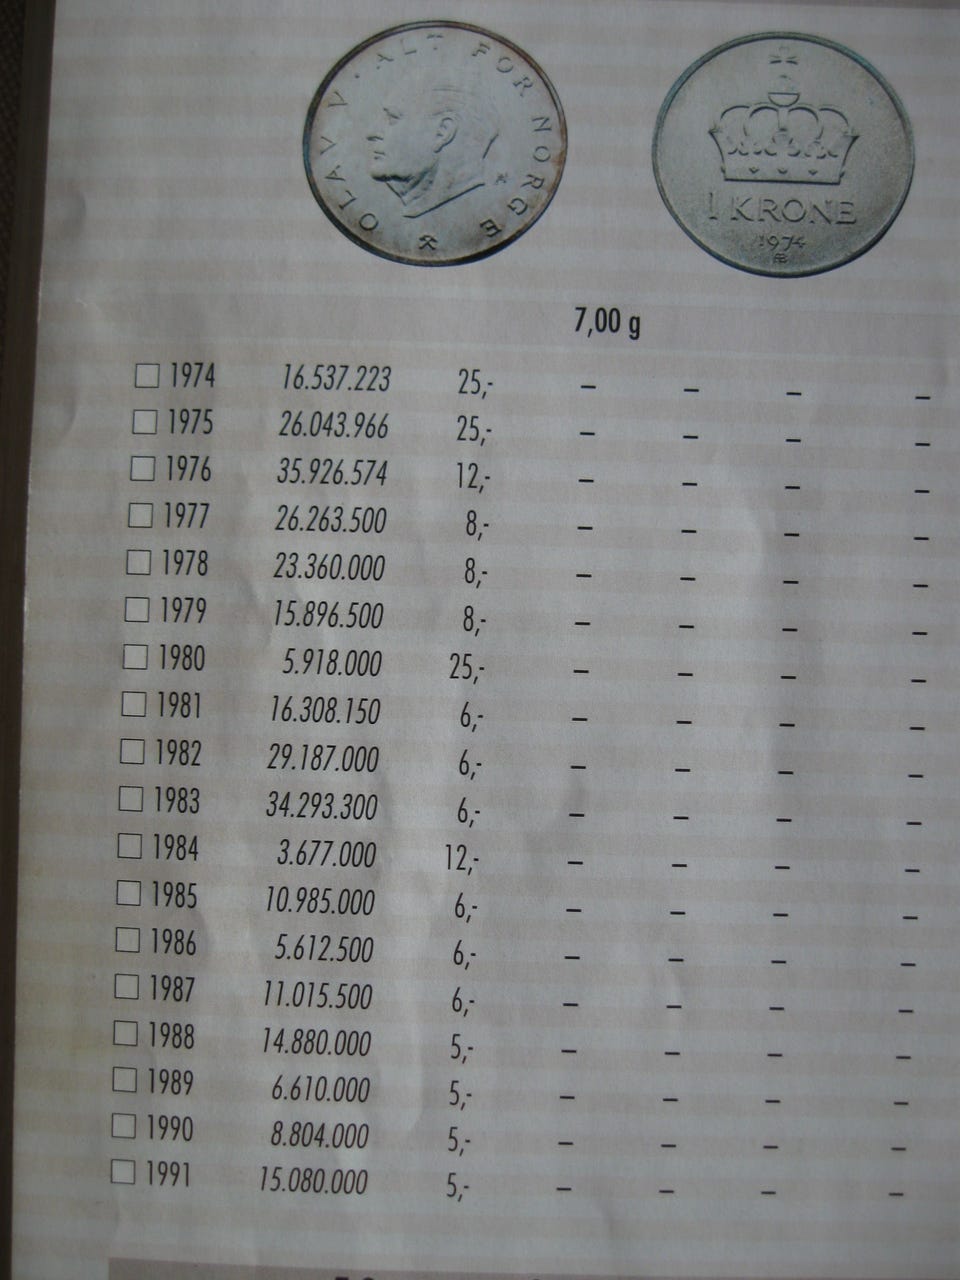 OLAV V · ALT FOR NORGE
1 KRONE
1974
7,00 g
1974 16.537.223 25,- – – – –
1975 26.043.966 25,- – – – –
1976 35.926.574 12,- – – – –
1977 26.263.500 8,- – – – –
1978 23.360.000 8,- – – – –
1979 15.896.500 8,- – – – –
1980 5.918.000 25,- – – – –
1981 16.308.150 6,- – – – –
1982 29.187.000 6,- – – – –
1983 34.293.300 6,- – – – –
1984 3.677.000 12,- – – – –
1985 10.985.000 6,- – – – –
1986 5.612.500 6,- – – – –
1987 11.015.500 6,- – – – –
1988 14.880.000 5,- – – – –
1989 6.610.000 5,- – – – –
1990 8.804.000 5,- – – – –
1991 15.080.000 5,- – – – –